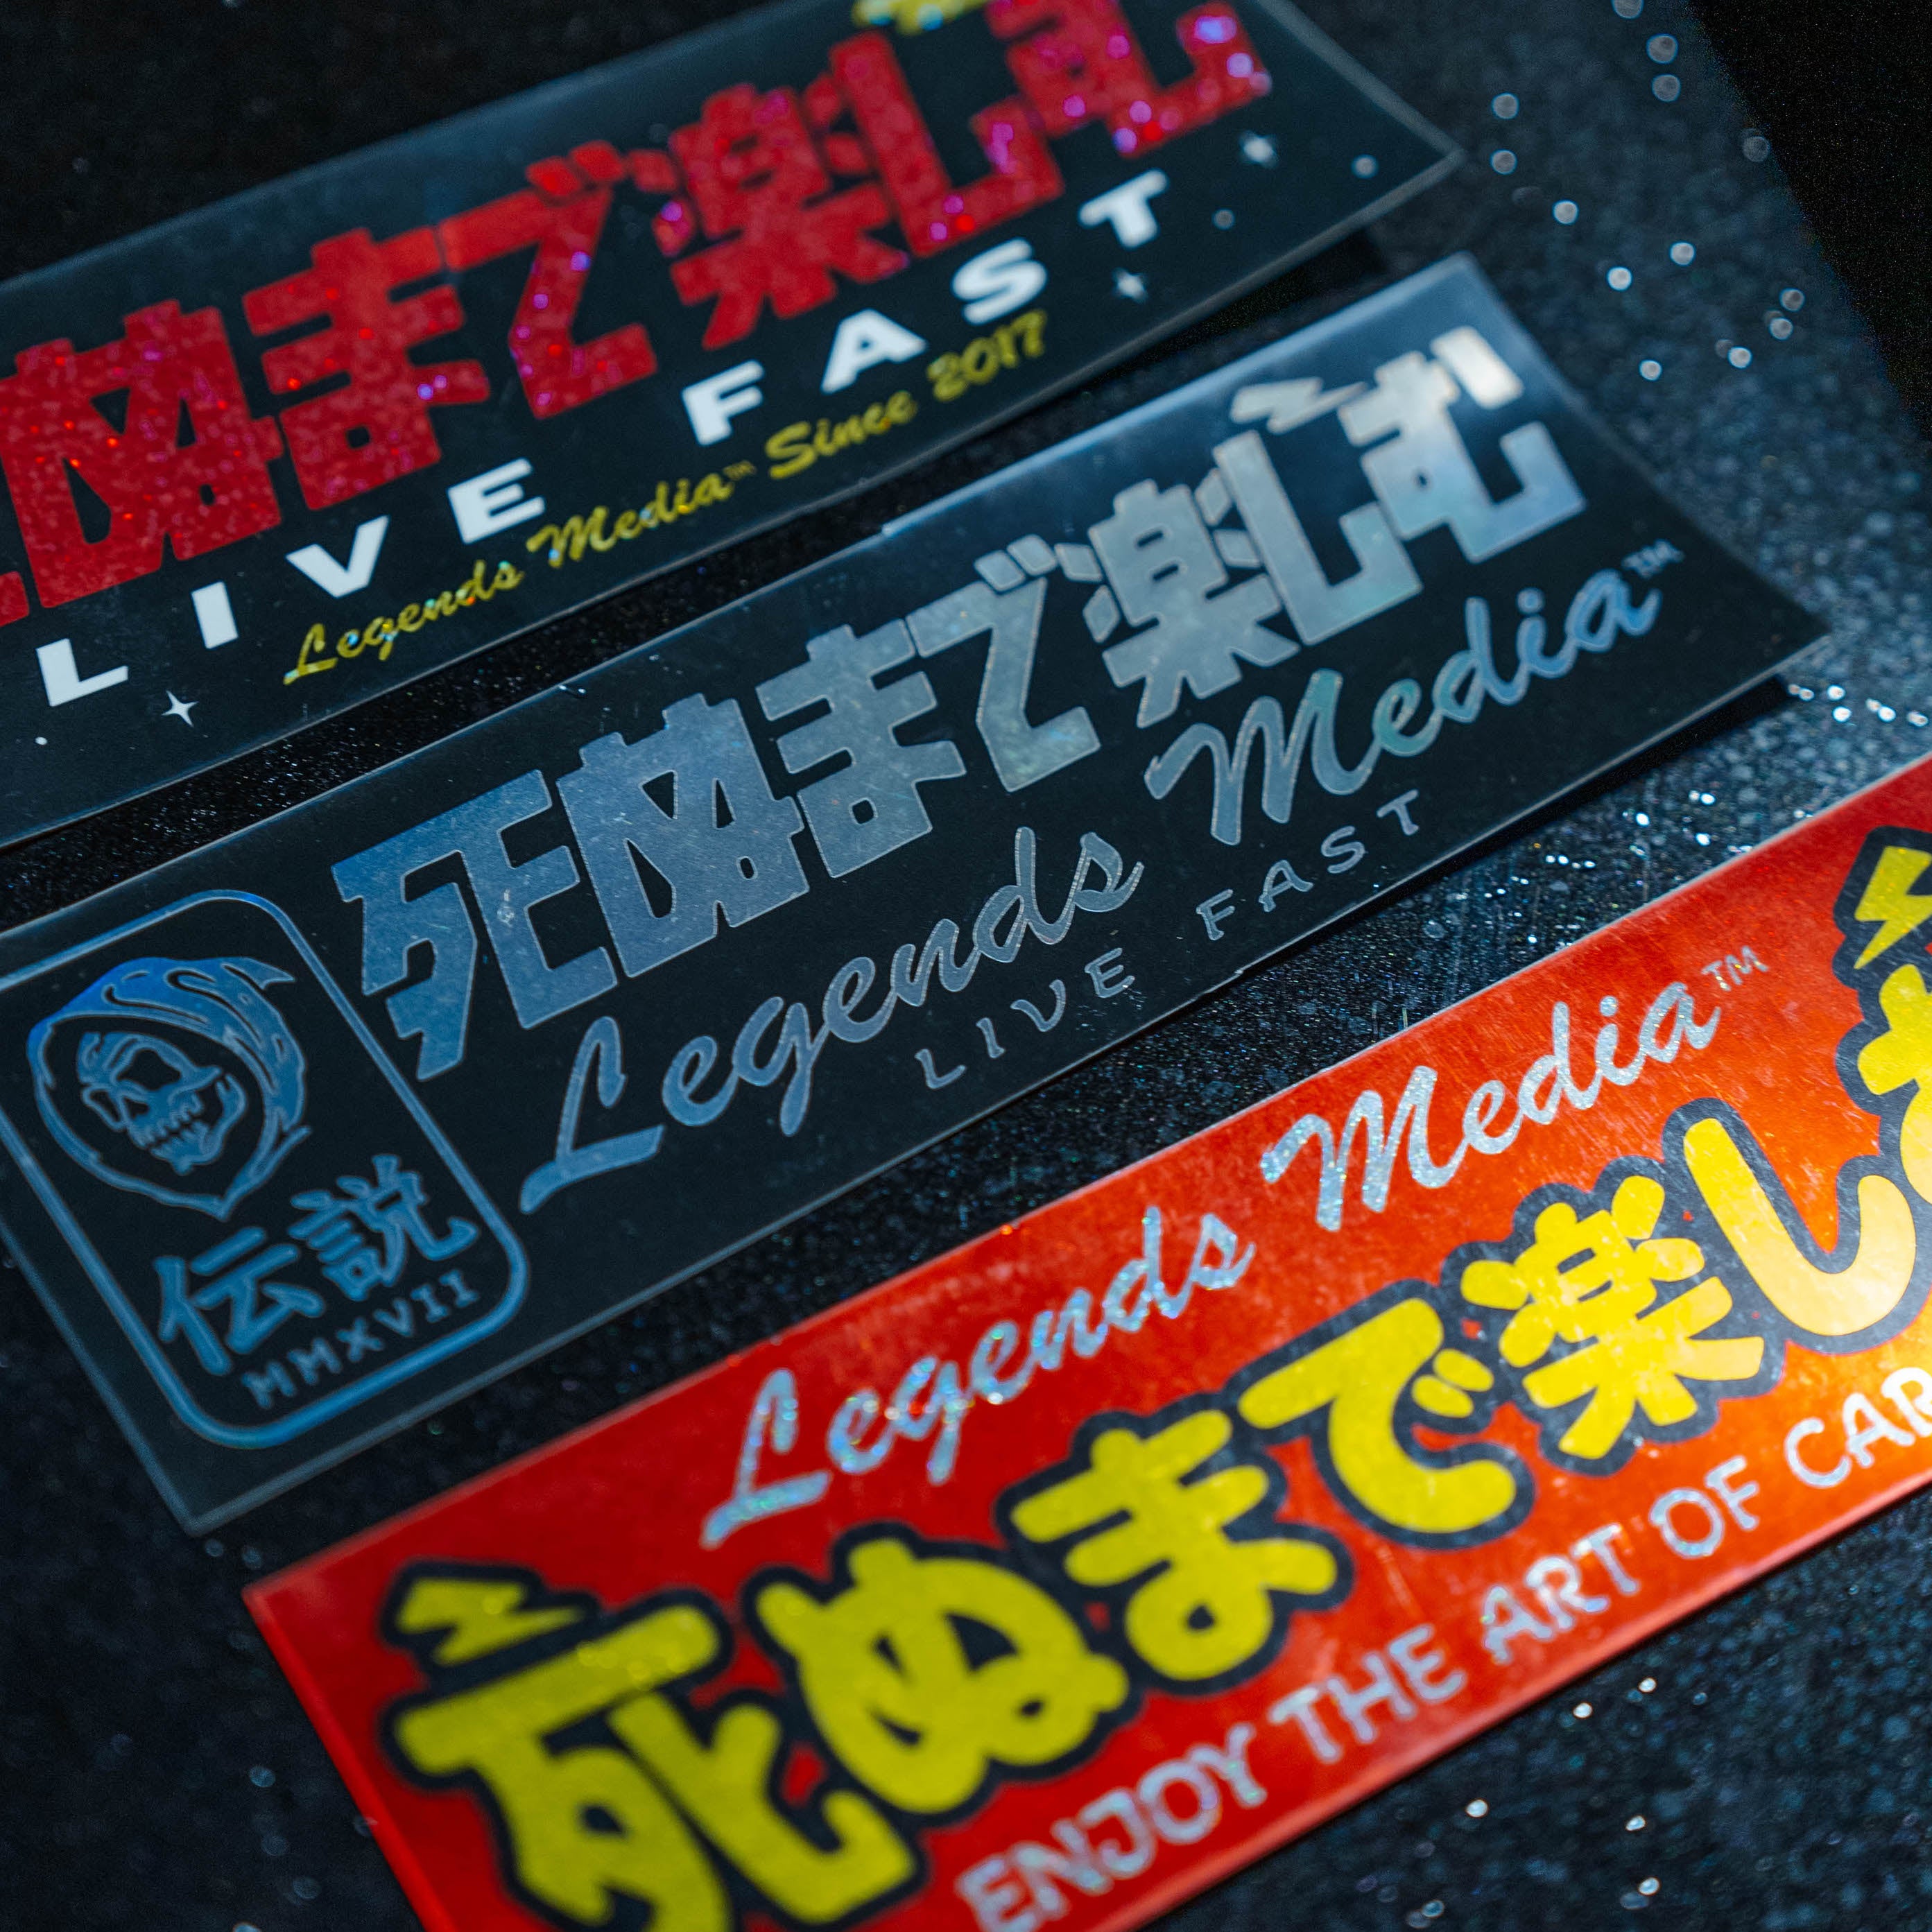 死ぬまで楽しむ
LIVE FAST
Legends Media™ Since 2017
死ぬまで楽しむ
Legends Media™
LIVE FAST
伝説
MMXVII
Legends Media™
死ぬまで楽しむ
ENJOY THE ART OF CAR